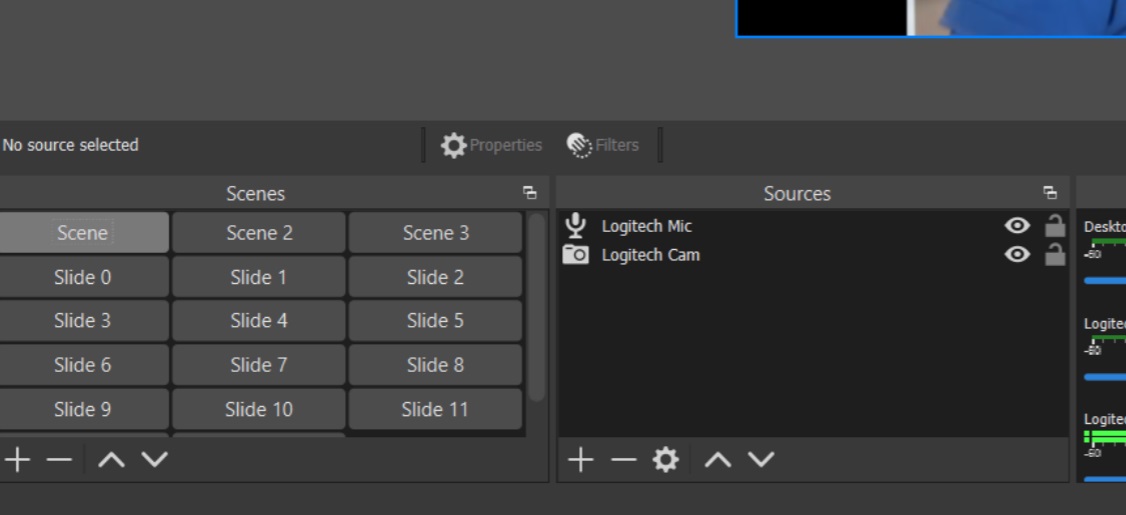 No source selected Properties Filters
Scenes
Scene Scene 2 Scene 3
Slide 0 Slide 1 Slide 2
Slide 3 Slide 4 Slide 5
Slide 6 Slide 7 Slide 8
Slide 9 Slide 10 Slide 11
Sources
Logitech Mic
Logitech Cam
Deskto
-60
Logitec
-60
Logitec
-60